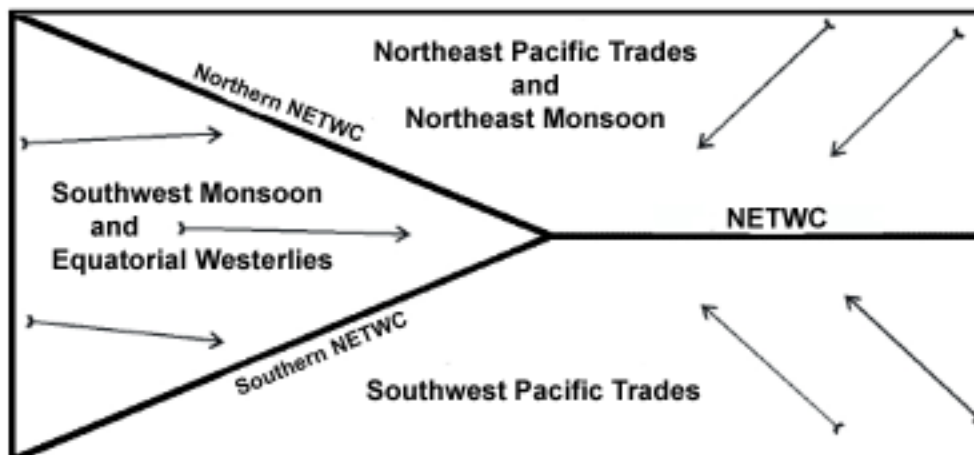 Northeast Pacific Trades
and
Northeast Monsoon
Northern NETWC
Southwest Monsoon
and
Equatorial Westerlies
NETWC
Southern NETWC
Southwest Pacific Trades